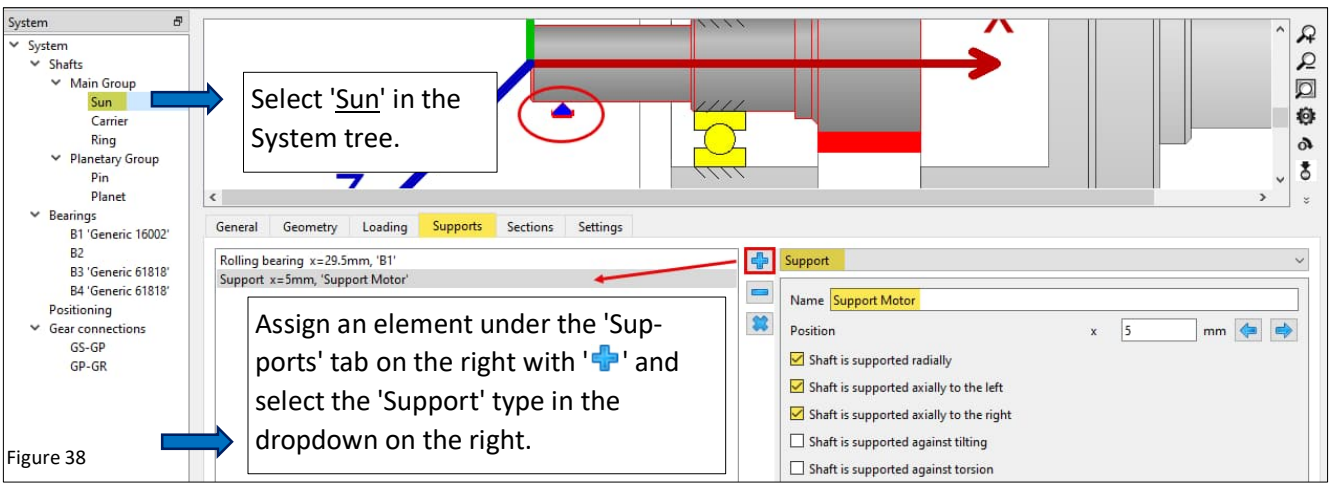 System
System
Shafts
Main Group
Sun
Carrier
Ring
Planetary Group
Pin
Planet
Bearings
B1 'Generic 16002'
B2
B3 'Generic 61818'
B4 'Generic 61818'
Positioning
Gear connections
GS-GP
GP-GR
Figure 38
Select 'Sun' in the
System tree.
General Geometry Loading Supports Sections Settings
Rolling bearing x=29.5mm, 'B1'
Support x=5mm, 'Support Motor'
Assign an element under the 'Sup-
ports' tab on the right with '➕' and
select the 'Support' type in the
dropdown on the right.
Support
Name Support Motor
Position x 5 mm
Shaft is supported radially
Shaft is supported axially to the left
Shaft is supported axially to the right
Shaft is supported against tilting
Shaft is supported against torsion